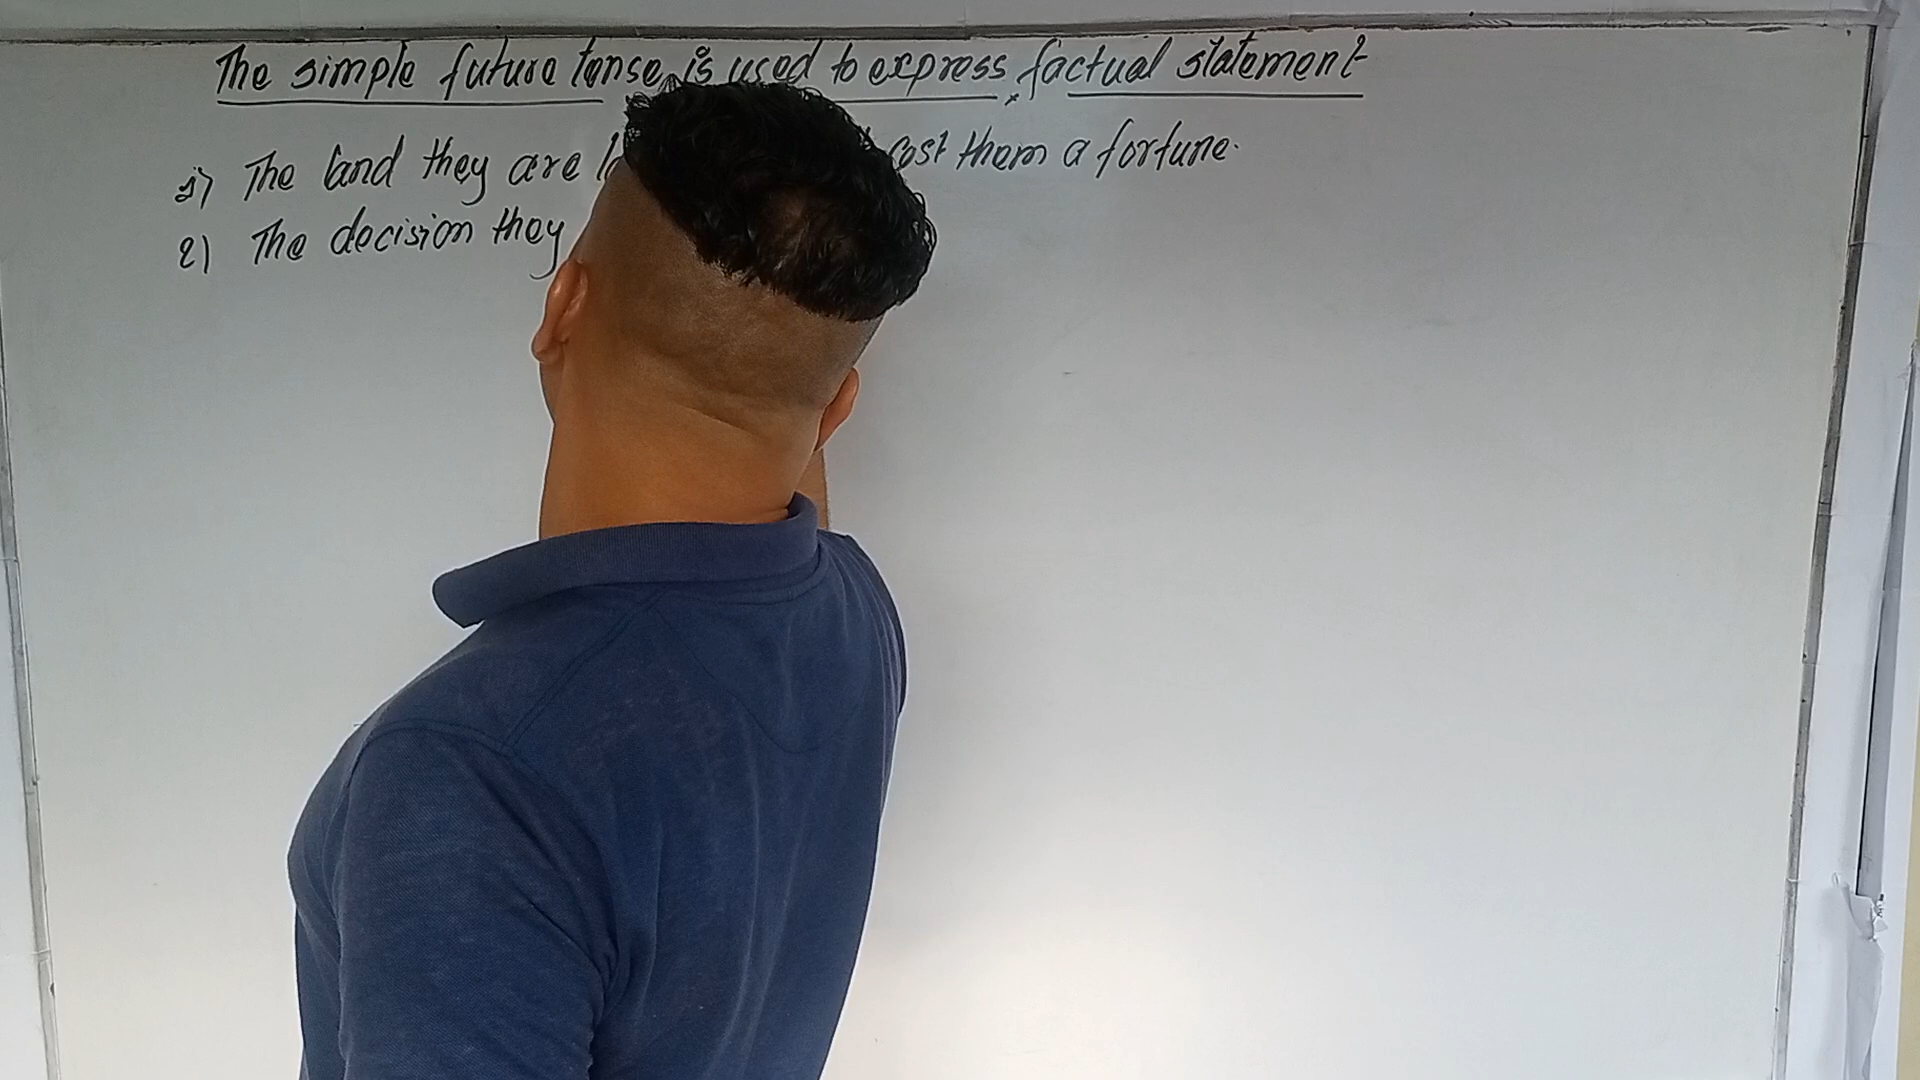 The simple future tense is used to express factual statement
1) The land they are cost them a fortune.
2) The decision they